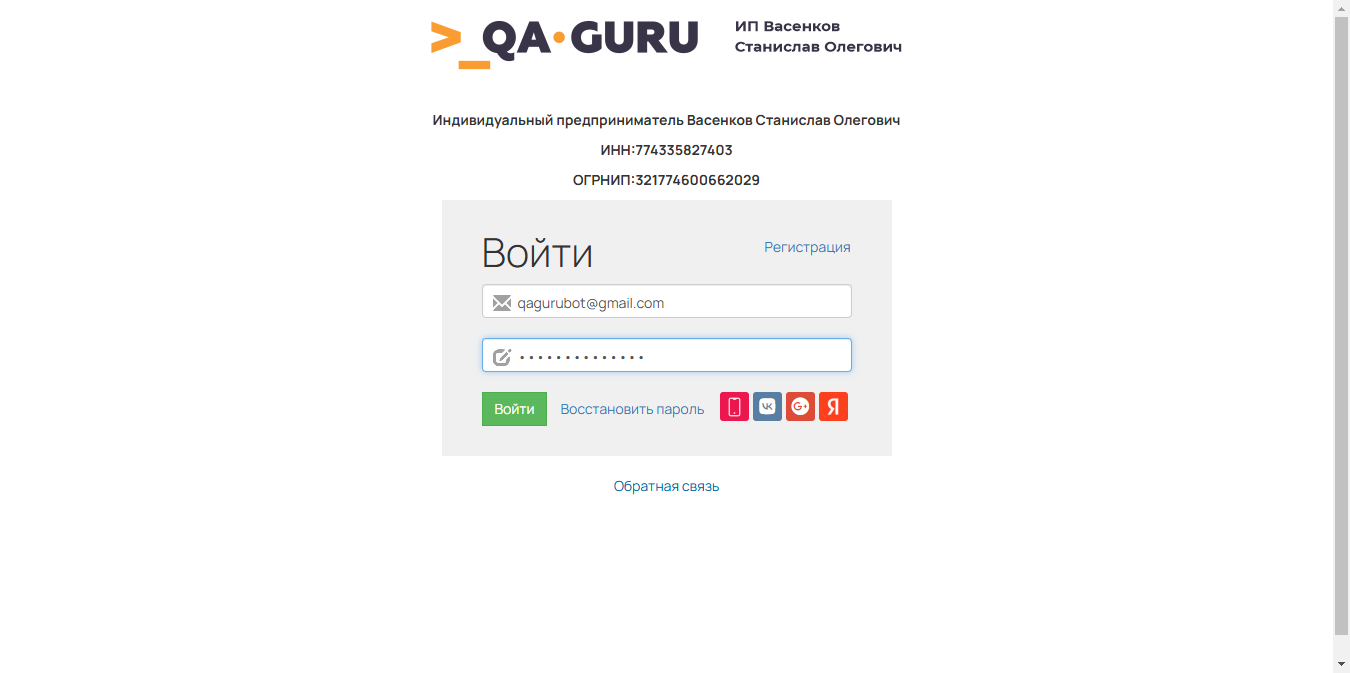 >_QA•GURU
ИП Васенков
Станислав Олегович
Индивидуальный предприниматель Васенков Станислав Олегович
ИНН:774335827403
ОГРНИП:321774600662029
Войти
Регистрация
qagurubot@gmail.com
••••••••••••••
Войти
Восстановить пароль
VK
G+
Я
Обратная связь